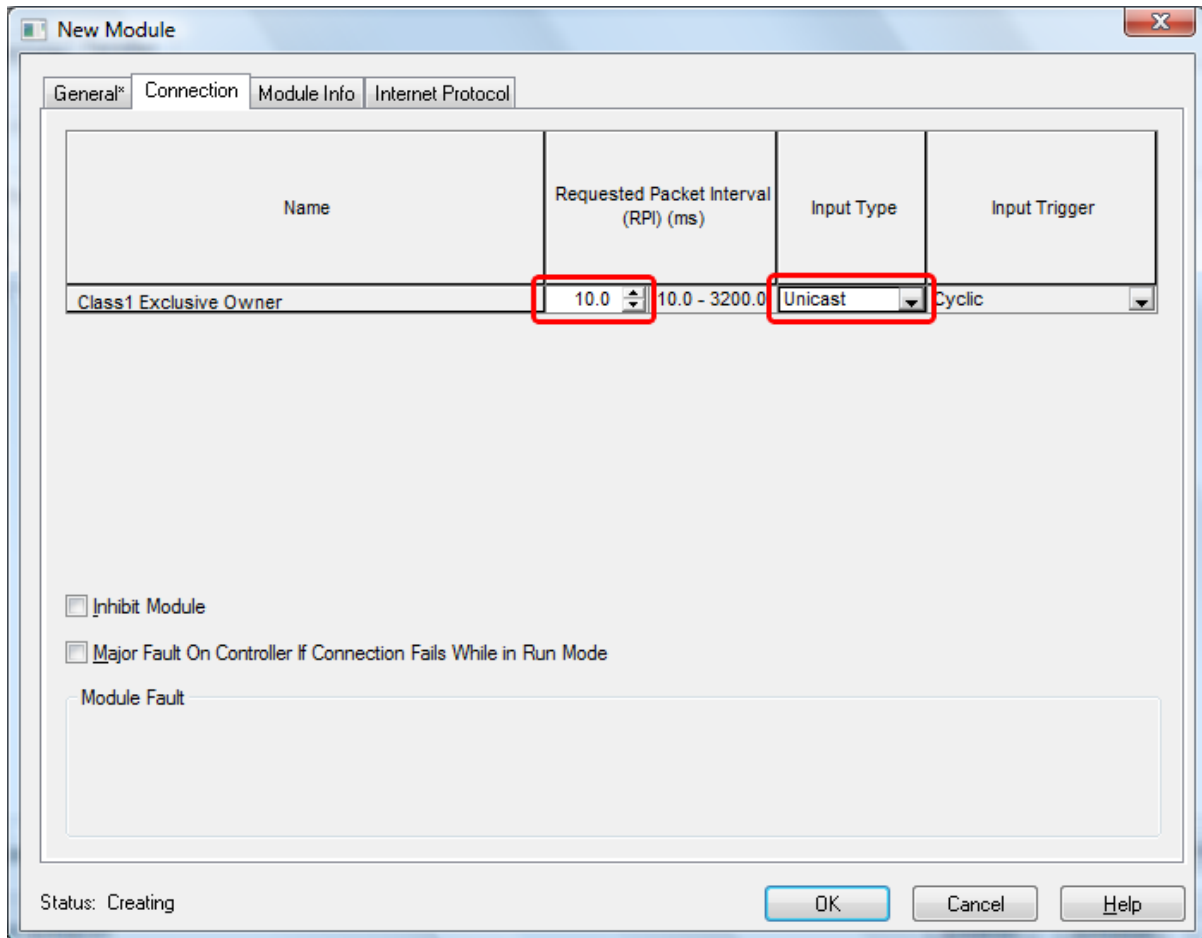 New Module
General* Connection Module Info Internet Protocol
Name
Requested Packet Interval
(RPI) (ms)
Input Type
Input Trigger
Class1 Exclusive Owner 10.0 10.0 - 3200.0 Unicast Cyclic
Inhibit Module
Major Fault On Controller If Connection Fails While in Run Mode
Module Fault
Status: Creating OK Cancel Help